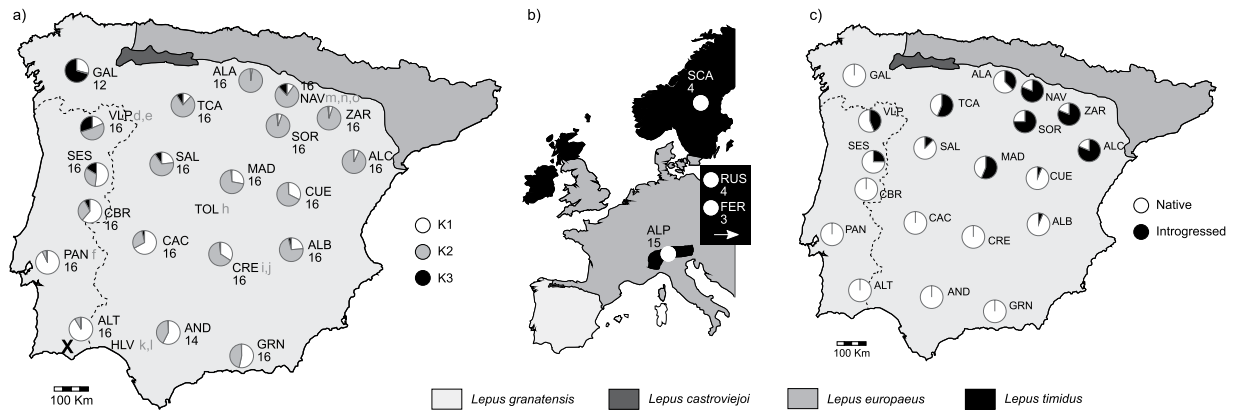 a)
GAL
12
VLP d,e
16
SES
16
CBR
16
PAN f
16
ALT
16
HLV k,l
X
TCA
16
SAL
16
CAC
16
AND
14
ALA
16
16
NAV m,n,o
SOR
16
ZAR
16
ALC
16
MAD
16
TOL h
CUE
16
CRE i,j
16
ALB
16
GRN
16
100 Km
K1
K2
K3
b)
SCA
4
RUS
4
FER
3
ALP
15
c)
GAL
VLP
SES
CBR
PAN
ALT
TCA
SAL
CAC
AND
ALA
NAV
SOR
ZAR
ALC
MAD
CUE
CRE
ALB
GRN
100 Km
Native
Introgressed
Lepus granatensis
Lepus castroviejoi
Lepus europaeus
Lepus timidus